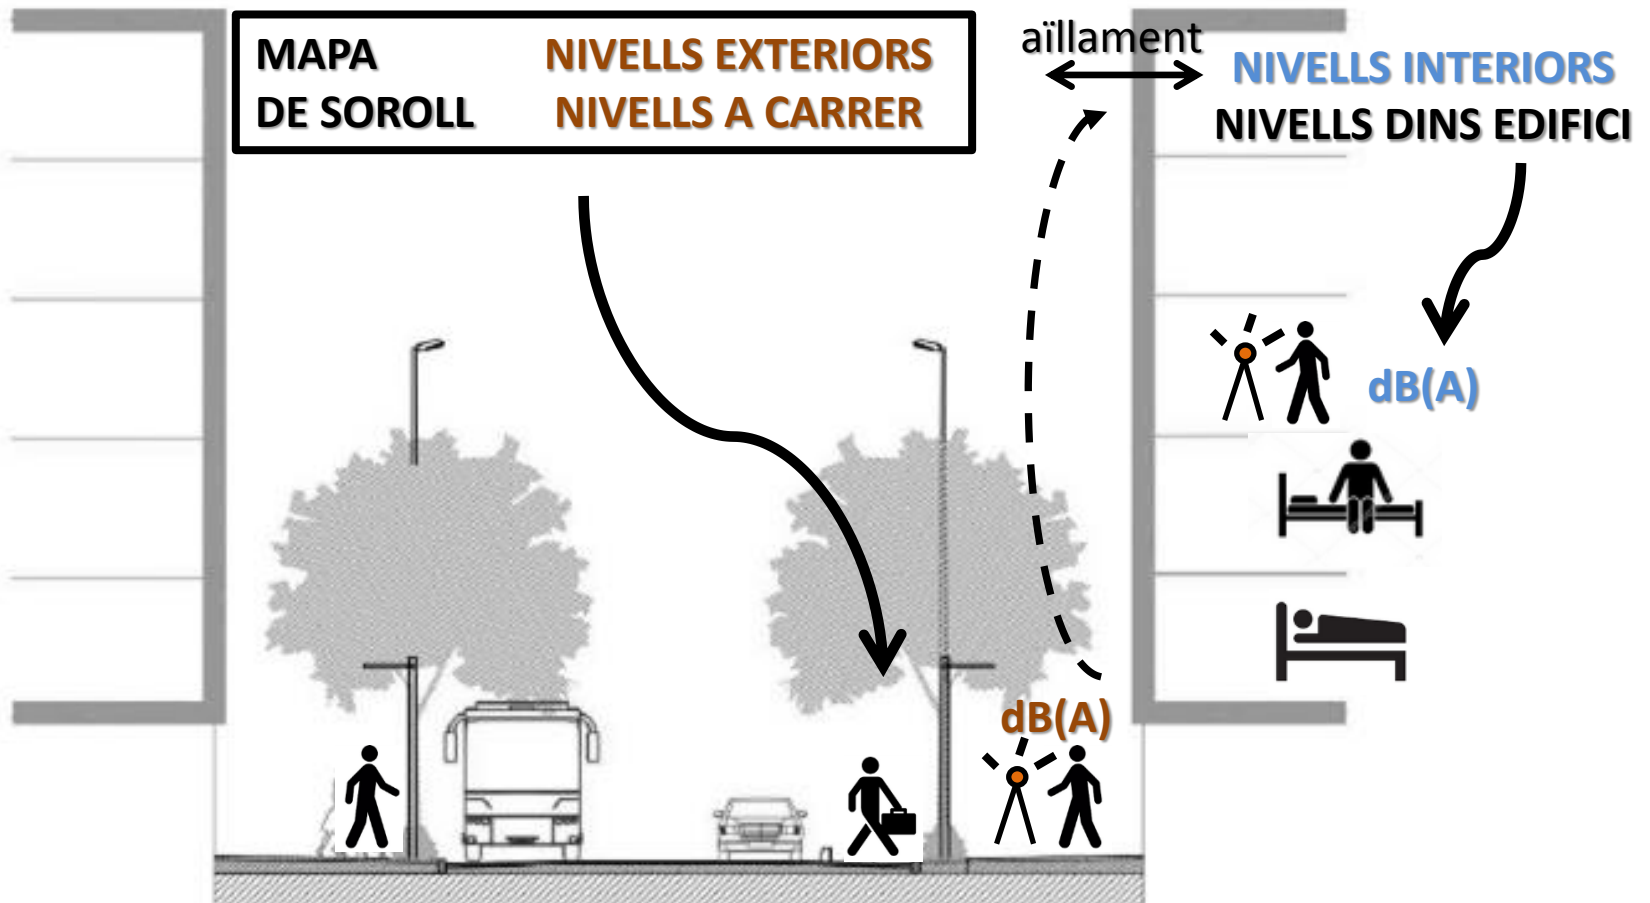 MAPA
DE SOROLL
NIVELLS EXTERIORS
NIVELLS A CARRER
aïllament
NIVELLS INTERIORS
NIVELLS DINS EDIFICI
dB(A)
dB(A)